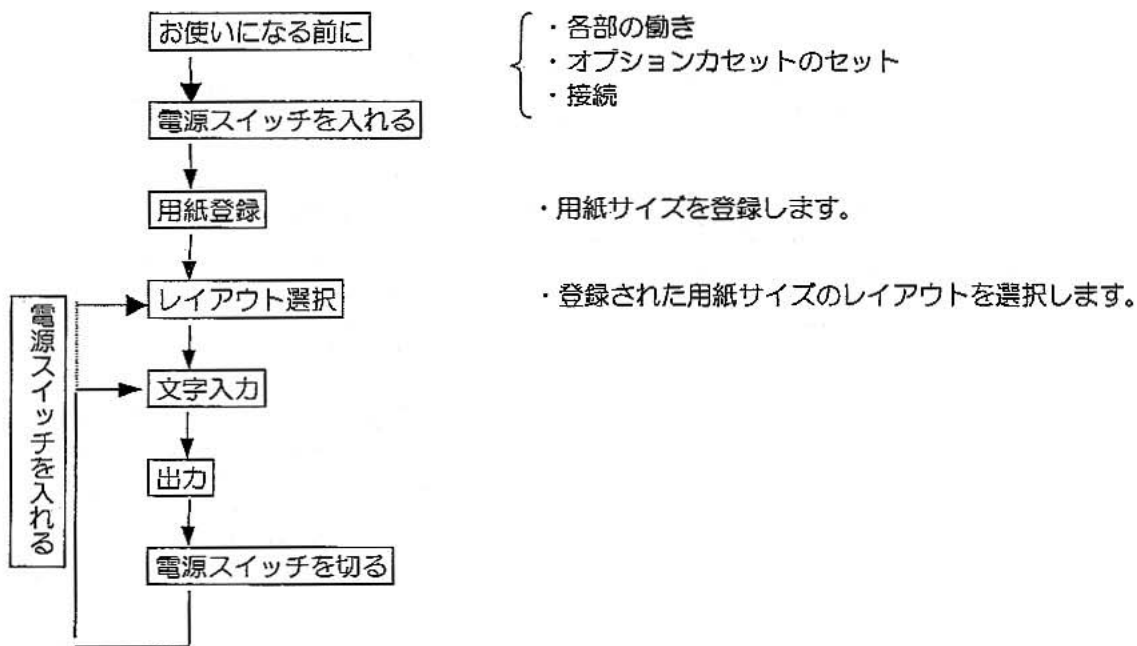 お使いになる前に
・各部の働き
・オプションカセットのセット
・接続
電源スイッチを入れる
用紙登録
・用紙サイズを登録します。
レイアウト選択
・登録された用紙サイズのレイアウトを選択します。
電源スイッチを入れる
文字入力
出力
電源スイッチを切る